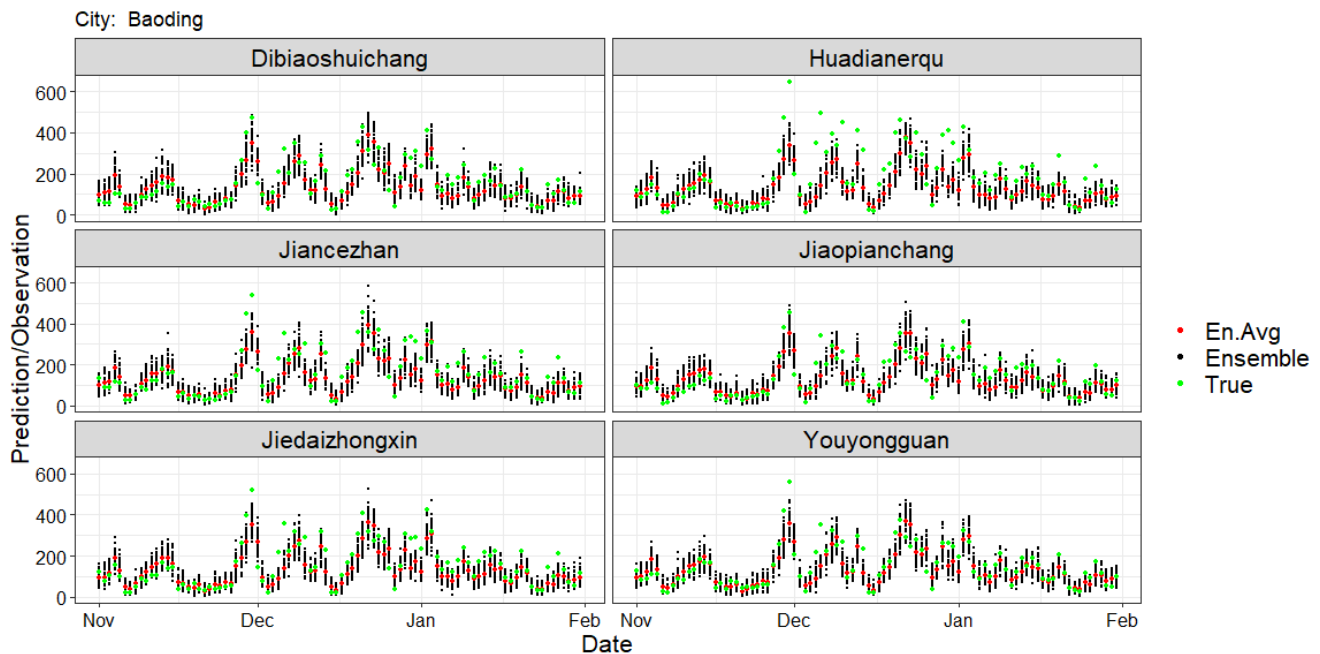 City: Baoding
Dibiaoshuichang
Huadianerqu
600
400
200
0
Jiancezhan
Jiaopianchang
600
400
200
0
Jiedaizhongxin
Youyongguan
600
400
200
0
Nov
Dec
Jan
Feb
Nov
Dec
Jan
Feb
Date
Prediction/Observation
En.Avg
Ensemble
True